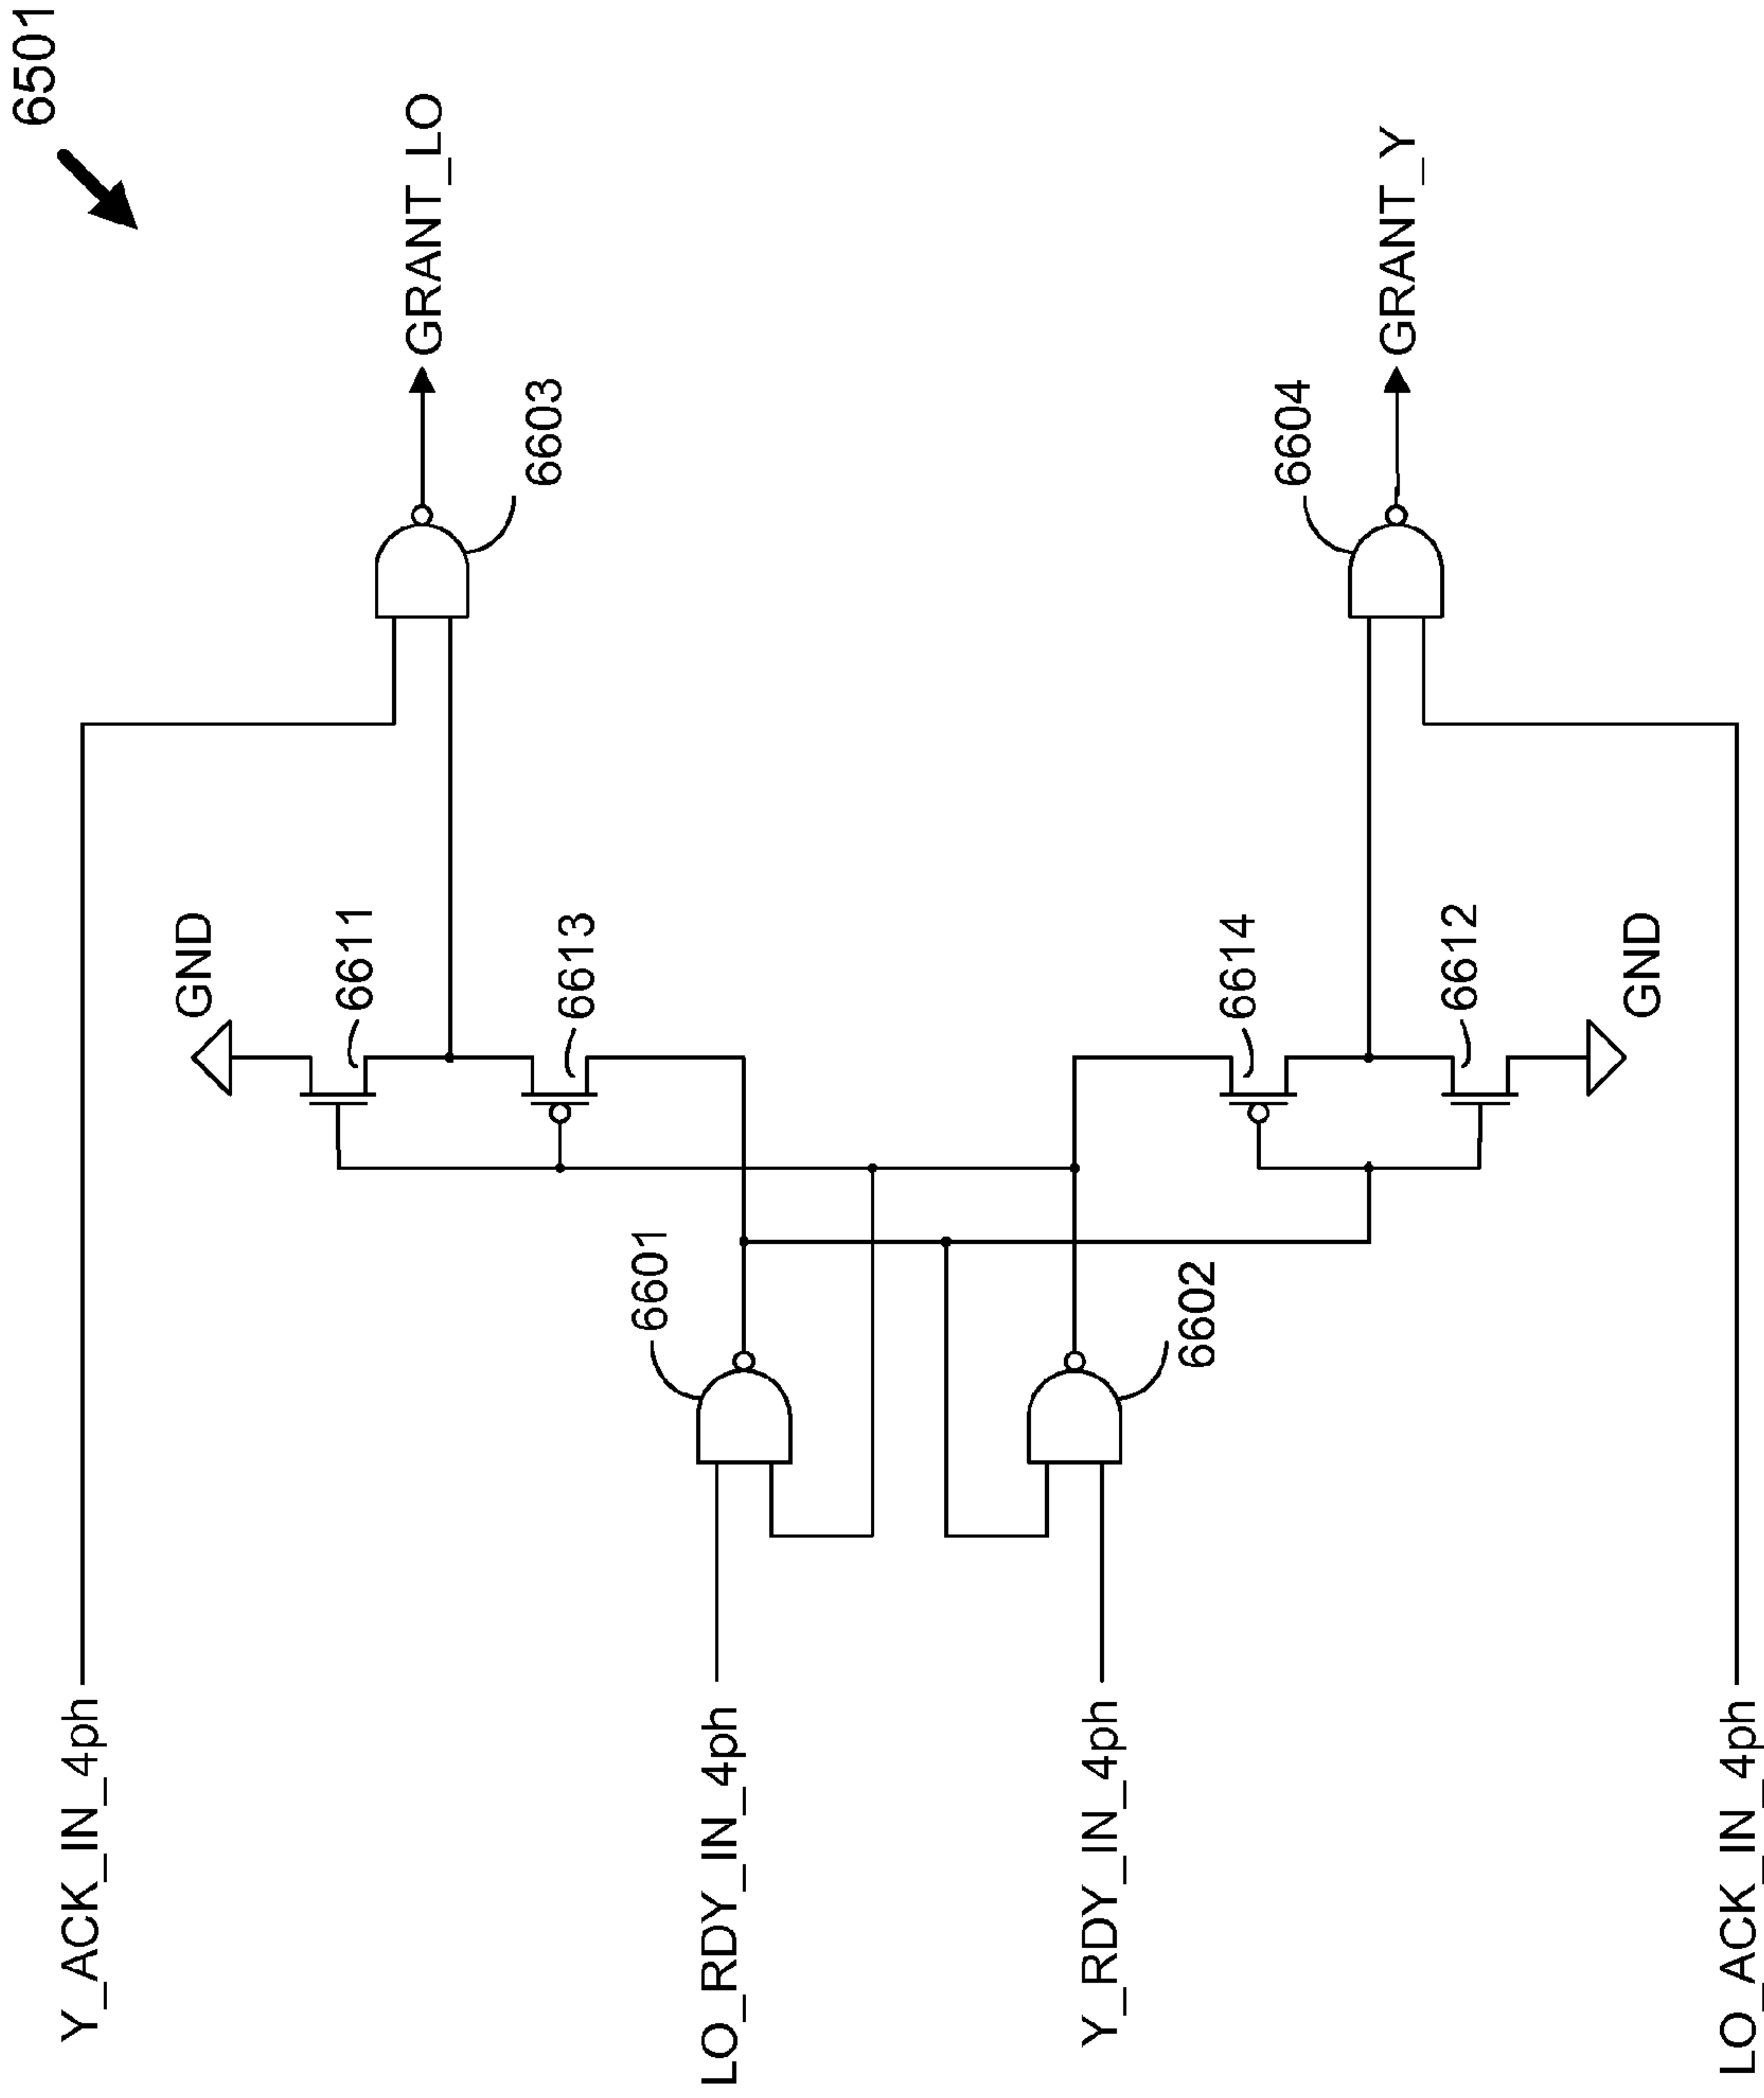 6501
Y_ACK_IN_4ph
GND
6611
GRANT_LO
6603
6613
6601
LO_RDY_IN_4ph
Y_RDY_IN_4ph
6602
6614
6604
GRANT_Y
6612
GND
LO_ACK_IN_4ph